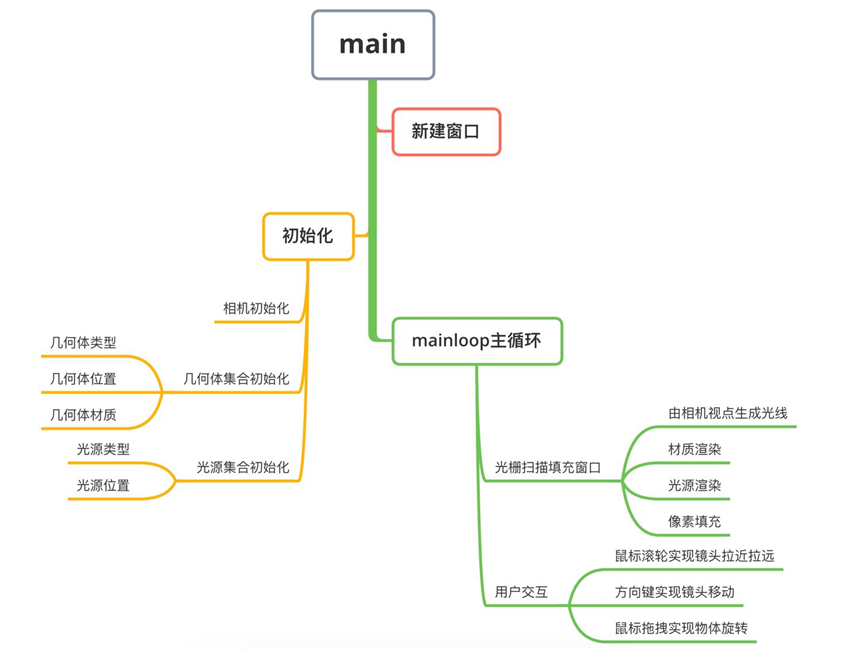 main
新建窗口
初始化
相机初始化
几何体集合初始化
几何体类型
几何体位置
几何体材质
光源集合初始化
光源类型
光源位置
mainloop主循环
光栅扫描填充窗口
由相机视点生成光线
材质渲染
光源渲染
像素填充
用户交互
鼠标滚轮实现镜头拉近拉远
方向键实现镜头移动
鼠标拖拽实现物体旋转